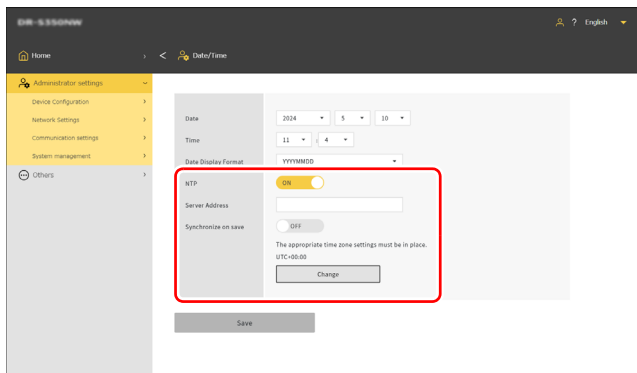 DR-S350NW
? English
Home
< Date/Time
Administrator settings
Device Configuration
Network Settings
Communication settings
System management
Others
Date 2024 5 10
Time 11 : 4
Date Display Format YYYYMMDD
NTP ON
Server Address
Synchronize on save OFF
The appropriate time zone settings must be in place.
UTC+00:00
Change
Save